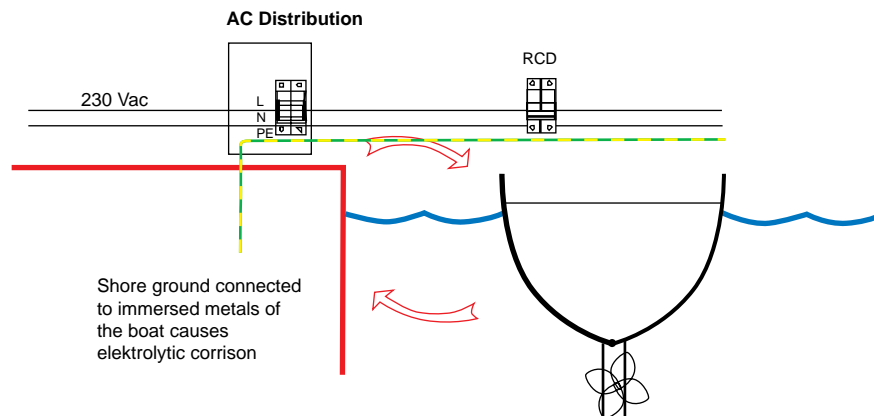 AC Distribution
RCD
230 Vac
L
N
PE
Shore ground connected
to immersed metals of
the boat causes
elektrolytic corrison